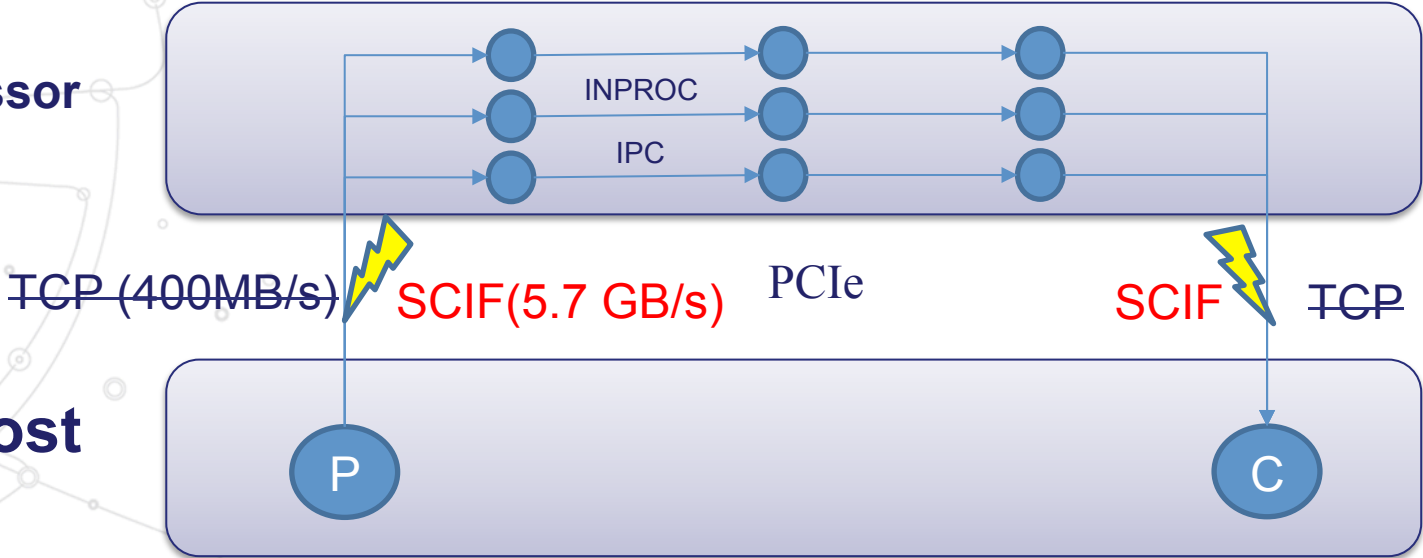 ssor
INPROC
IPC
TCP (400MB/s) SCIF(5.7 GB/s) PCIe SCIF TCP
ost
P C